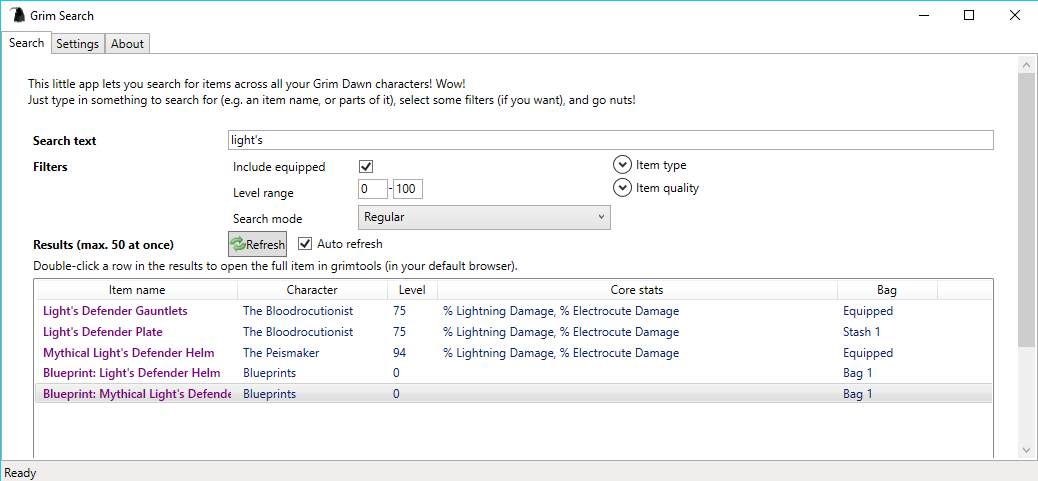 Grim Search
Search Settings About
This little app lets you search for items across all your Grim Dawn characters! Wow!
Just type in something to search for (e.g. an item name, or parts of it), select some filters (if you want), and go nuts!
Search text light's
Filters Include equipped Item type
Level range 0 - 100 Item quality
Search mode Regular
Results (max. 50 at once) Refresh Auto refresh
Double-click a row in the results to open the full item in grimtools (in your default browser).
Item name Character Level Core stats Bag
Light's Defender Gauntlets The Bloodrocutionist 75 % Lightning Damage, % Electrocute Damage Equipped
Light's Defender Plate The Bloodrocutionist 75 % Lightning Damage, % Electrocute Damage Stash 1
Mythical Light's Defender Helm The Peismaker 94 % Lightning Damage, % Electrocute Damage Equipped
Blueprint: Light's Defender Helm Blueprints 0 Bag 1
Blueprint: Mythical Light's Defende Blueprints 0 Bag 1
Ready